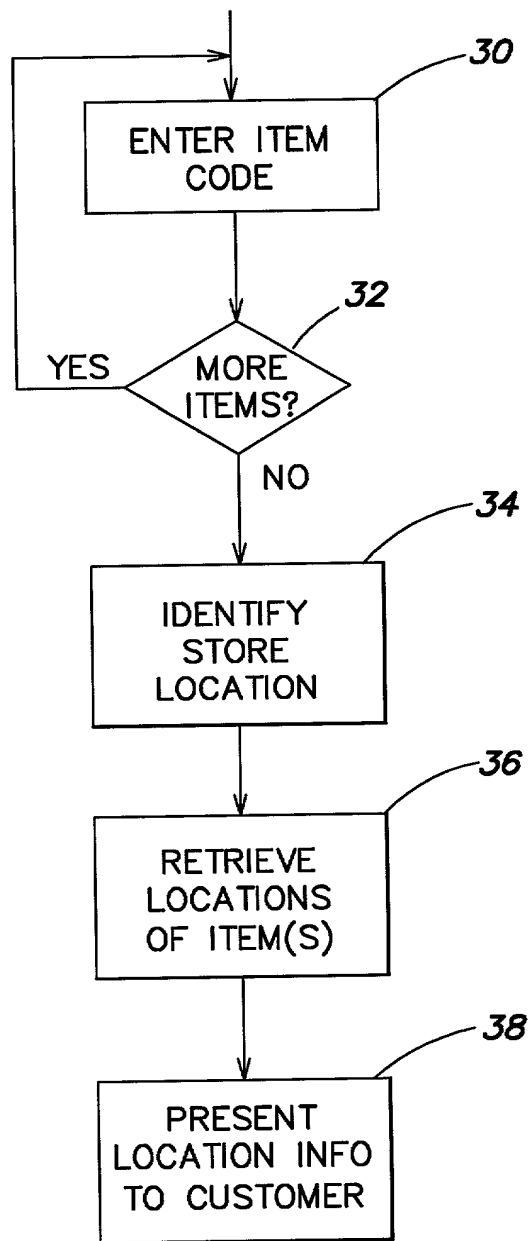 30
ENTER ITEM
CODE
32
YES
MORE
ITEMS?
NO
34
IDENTIFY
STORE
LOCATION
36
RETRIEVE
LOCATIONS
OF ITEM(S)
38
PRESENT
LOCATION INFO
TO CUSTOMER